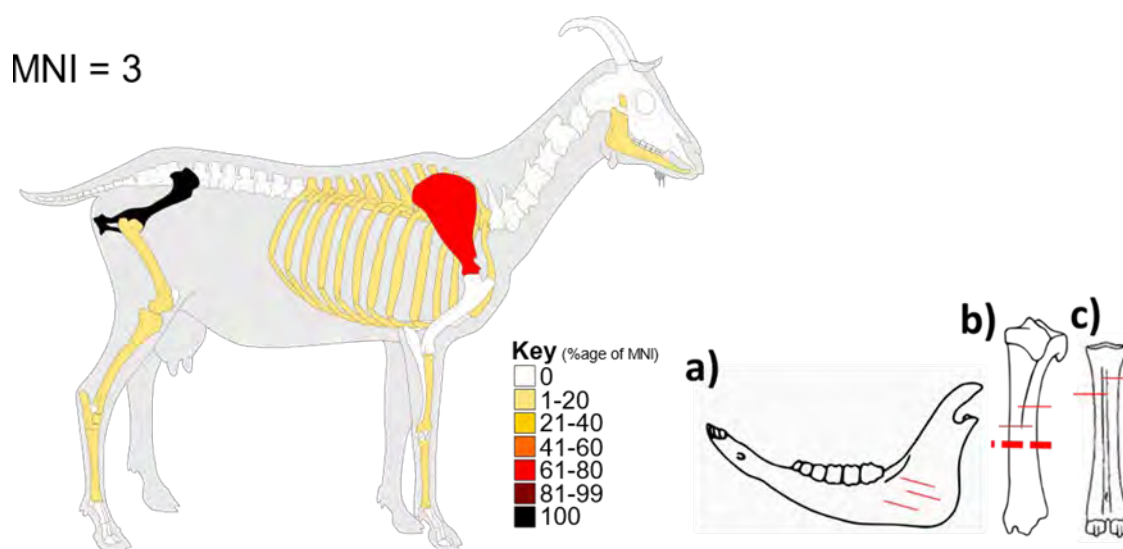 MNI = 3
Key (%age of MNI)
0
1-20
21-40
41-60
61-80
81-99
100
a)
b)
c)